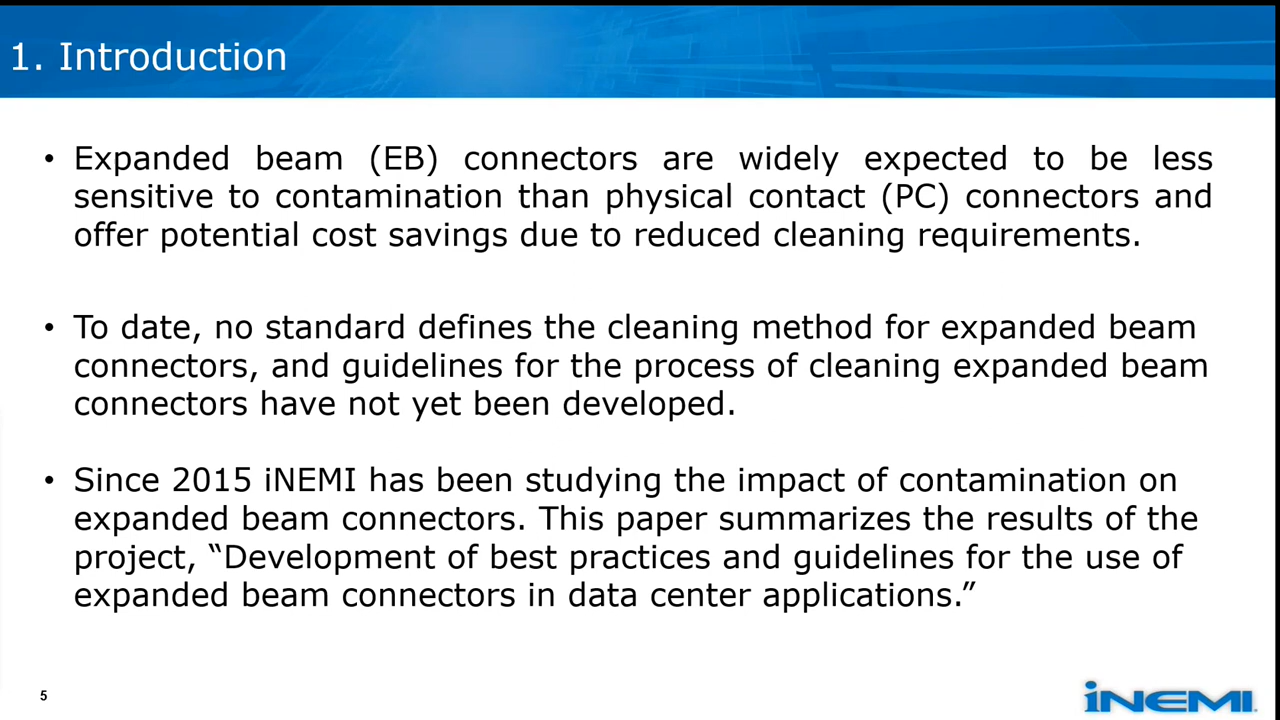 1. Introduction
• Expanded beam (EB) connectors are widely expected to be less
sensitive to contamination than physical contact (PC) connectors and
offer potential cost savings due to reduced cleaning requirements.
• To date, no standard defines the cleaning method for expanded beam
connectors, and guidelines for the process of cleaning expanded beam
connectors have not yet been developed.
• Since 2015 iNEMI has been studying the impact of contamination on
expanded beam connectors. This paper summarizes the results of the
project, “Development of best practices and guidelines for the use of
expanded beam connectors in data center applications.”
5
iNEMI